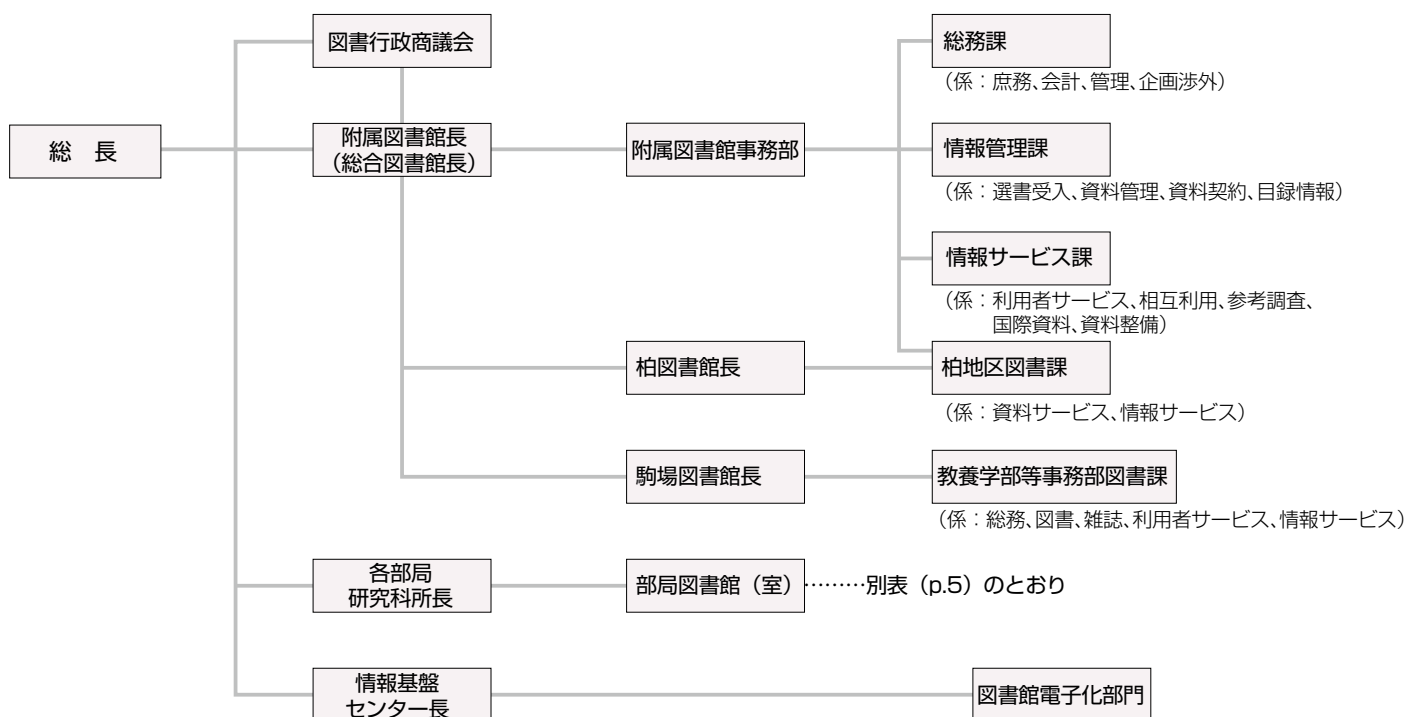 図書行政商議会
総務課
（係：庶務、会計、管理、企画渉外）
総　長
附属図書館長
（総合図書館長）
附属図書館事務部
情報管理課
（係：選書受入、資料管理、資料契約、目録情報）
情報サービス課
（係：利用者サービス、相互利用、参考調査、
国際資料、資料整備）
柏図書館長
柏地区図書課
（係：資料サービス、情報サービス）
駒場図書館長
教養学部等事務部図書課
（係：総務、図書、雑誌、利用者サービス、情報サービス）
各部局
研究科所長
部局図書館（室）………別表（p.5）のとおり
情報基盤
センター長
図書館電子化部門